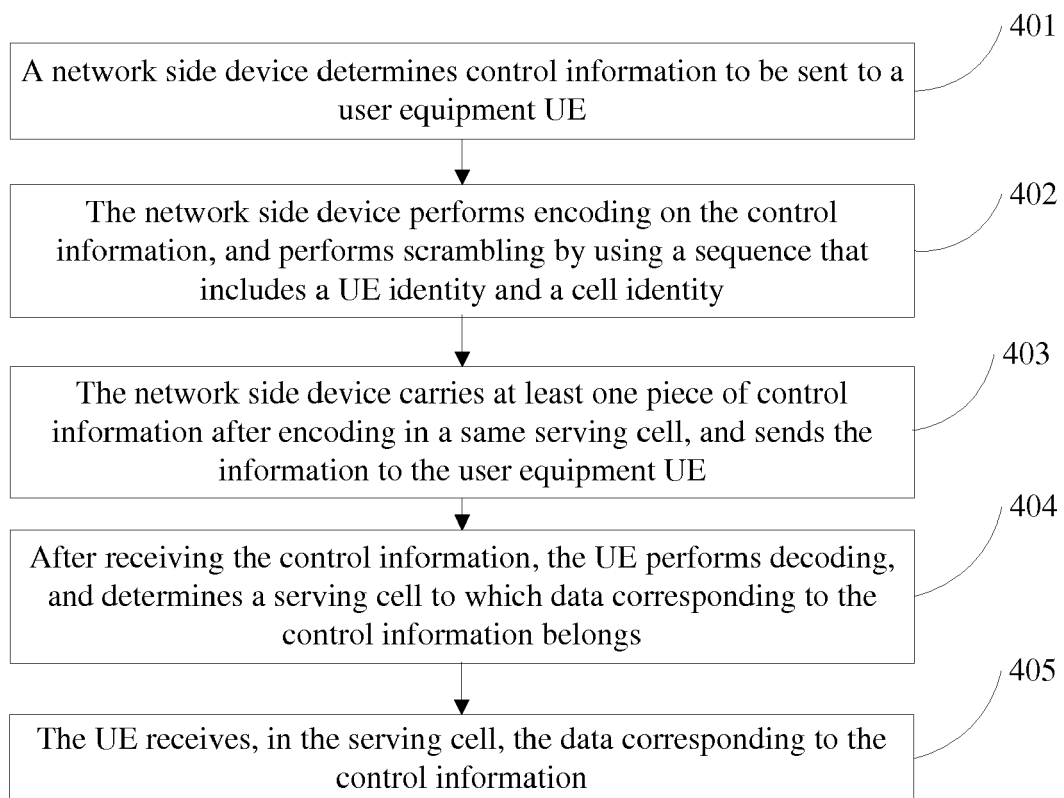 401
A network side device determines control information to be sent to a
user equipment UE
402
The network side device performs encoding on the control
information, and performs scrambling by using a sequence that
includes a UE identity and a cell identity
403
The network side device carries at least one piece of control
information after encoding in a same serving cell, and sends the
information to the user equipment UE
404
After receiving the control information, the UE performs decoding,
and determines a serving cell to which data corresponding to the
control information belongs
405
The UE receives, in the serving cell, the data corresponding to the
control information